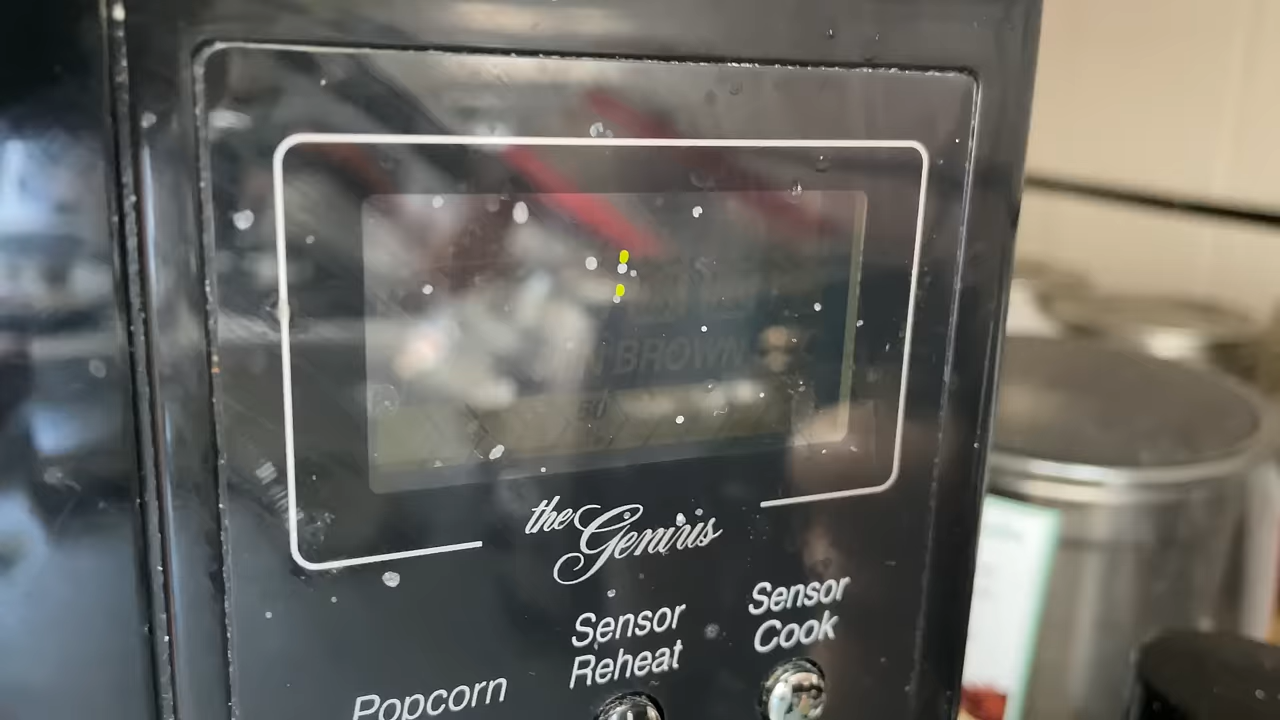 :
BROWN
the Genius
Sensor
Reheat
Sensor
Cook
Popcorn